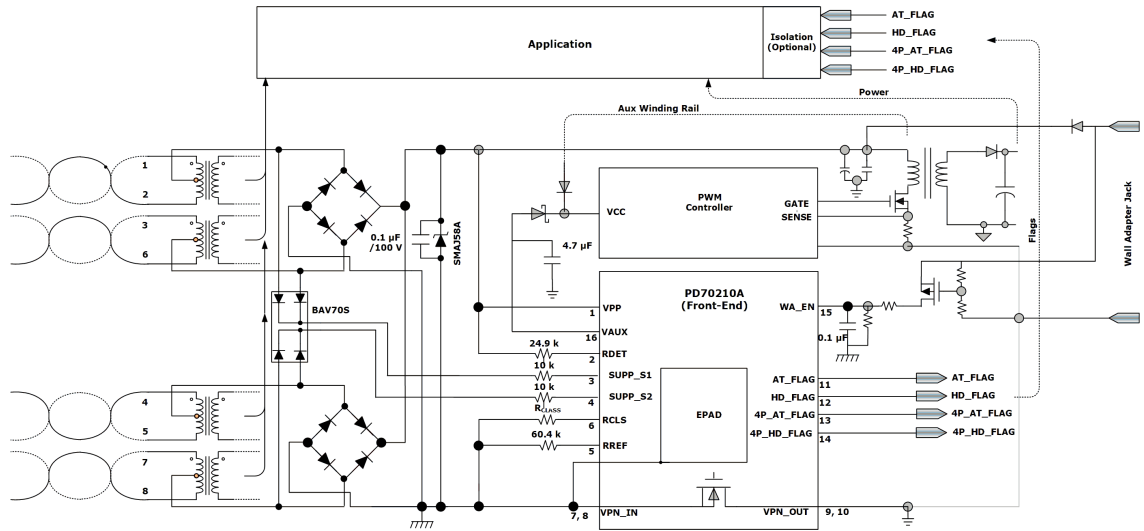 Application
Isolation
(Optional)
AT_FLAG
HD_FLAG
4P_AT_FLAG
4P_HD_FLAG
Power
Aux Winding Rail
1
2
3
6
0.1 µF
/100 V
SMAJ58A
VCC
PWM
Controller
GATE
SENSE
4.7 µF
Flags
Wall Adapter Jack
BAV70S
PD70210A
(Front-End)
VPP
1
VAUX
16
WA_EN
15
0.1 µF
24.9 k
RDET
2
10 k
SUPP_S1
3
10 k
SUPP_S2
4
RCLASS
RCLS
6
60.4 k
RREF
5
EPAD
AT_FLAG
11
AT_FLAG
HD_FLAG
12
HD_FLAG
4P_AT_FLAG
13
4P_AT_FLAG
4P_HD_FLAG
14
4P_HD_FLAG
4
5
7
8
7, 8
VPN_IN
VPN_OUT
9, 10